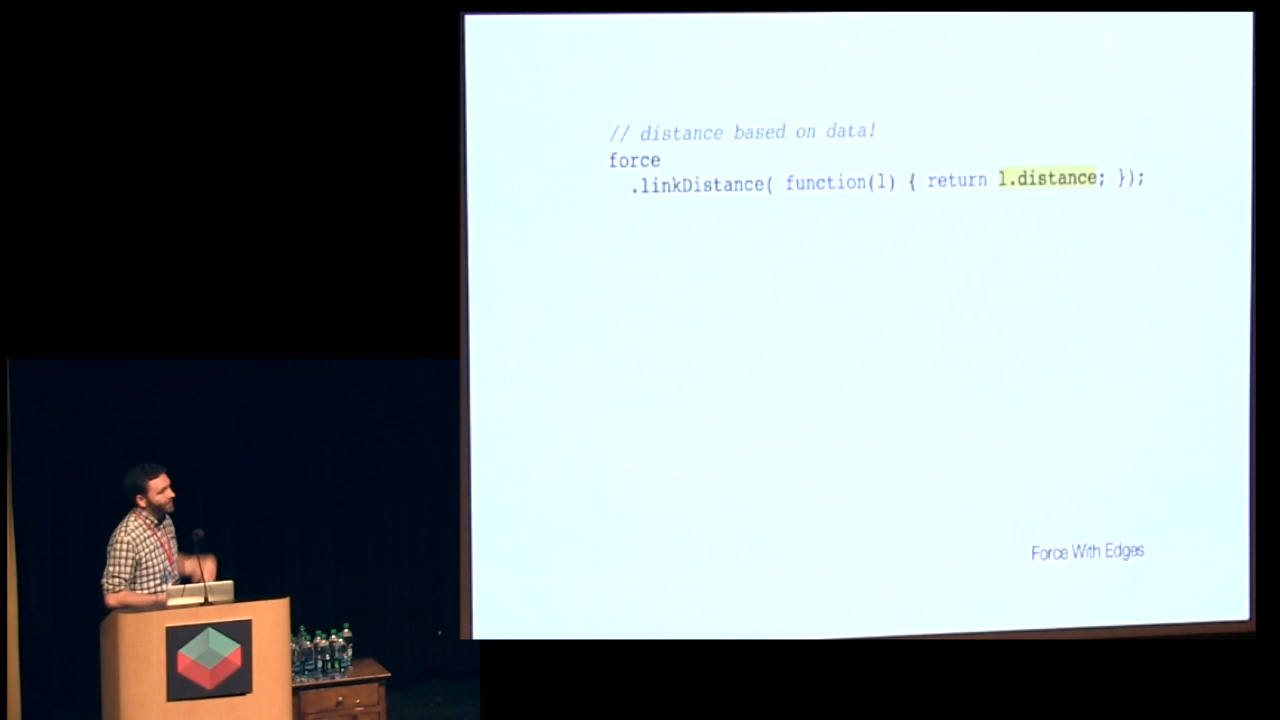 // distance based on data!
force
.linkDistance( function(l) { return l.distance; });
Force With Edges